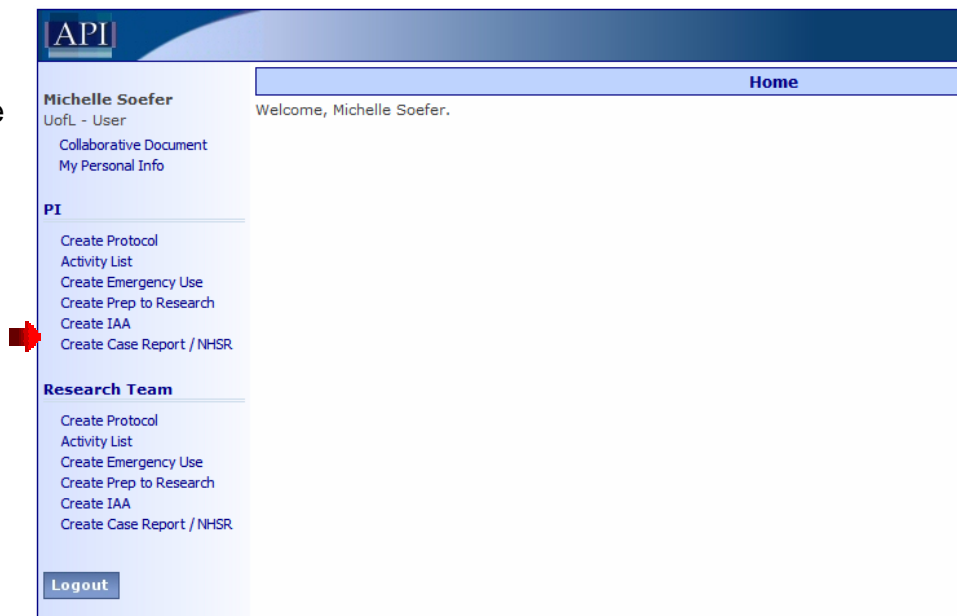 API
Home
Michelle Soefer
UofL - User
Collaborative Document
My Personal Info
Welcome, Michelle Soefer.
PI
Create Protocol
Activity List
Create Emergency Use
Create Prep to Research
Create IAA
Create Case Report / NHSR
Research Team
Create Protocol
Activity List
Create Emergency Use
Create Prep to Research
Create IAA
Create Case Report / NHSR
Logout